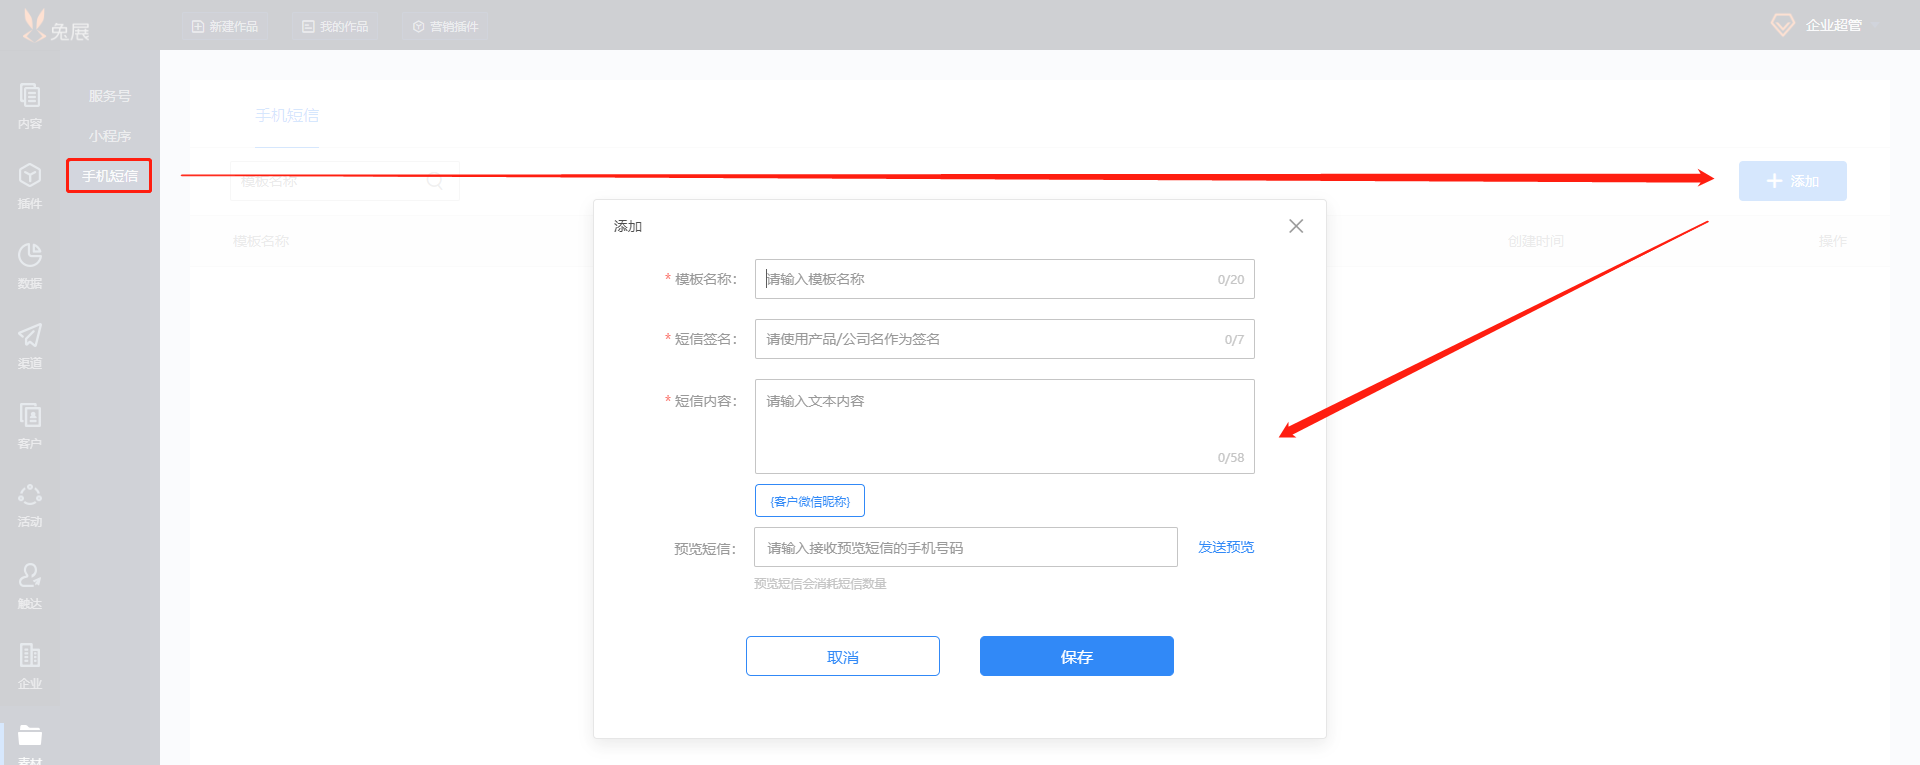 兔展
新建作品
我的作品
营销插件
企业超管
内容
插件
数据
渠道
客户
活动
触达
企业
素材
服务号
小程序
手机短信
手机短信
模板名称
添加
模板名称
创建时间
操作
添加
* 模板名称：
请输入模板名称
0/20
* 短信签名：
请使用产品/公司名作为签名
0/7
* 短信内容：
请输入文本内容
0/58
{客户微信昵称}
预览短信：
请输入接收预览短信的手机号码
发送预览
预览短信会消耗短信数量
取消
保存